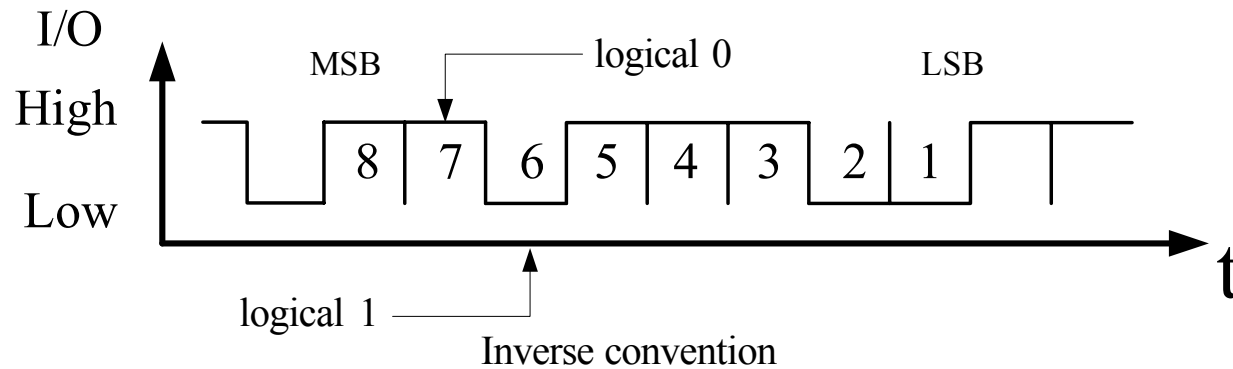 I/O
MSB
logical 0
LSB
High
8 7 6 5 4 3 2 1
Low
t
logical 1
Inverse convention